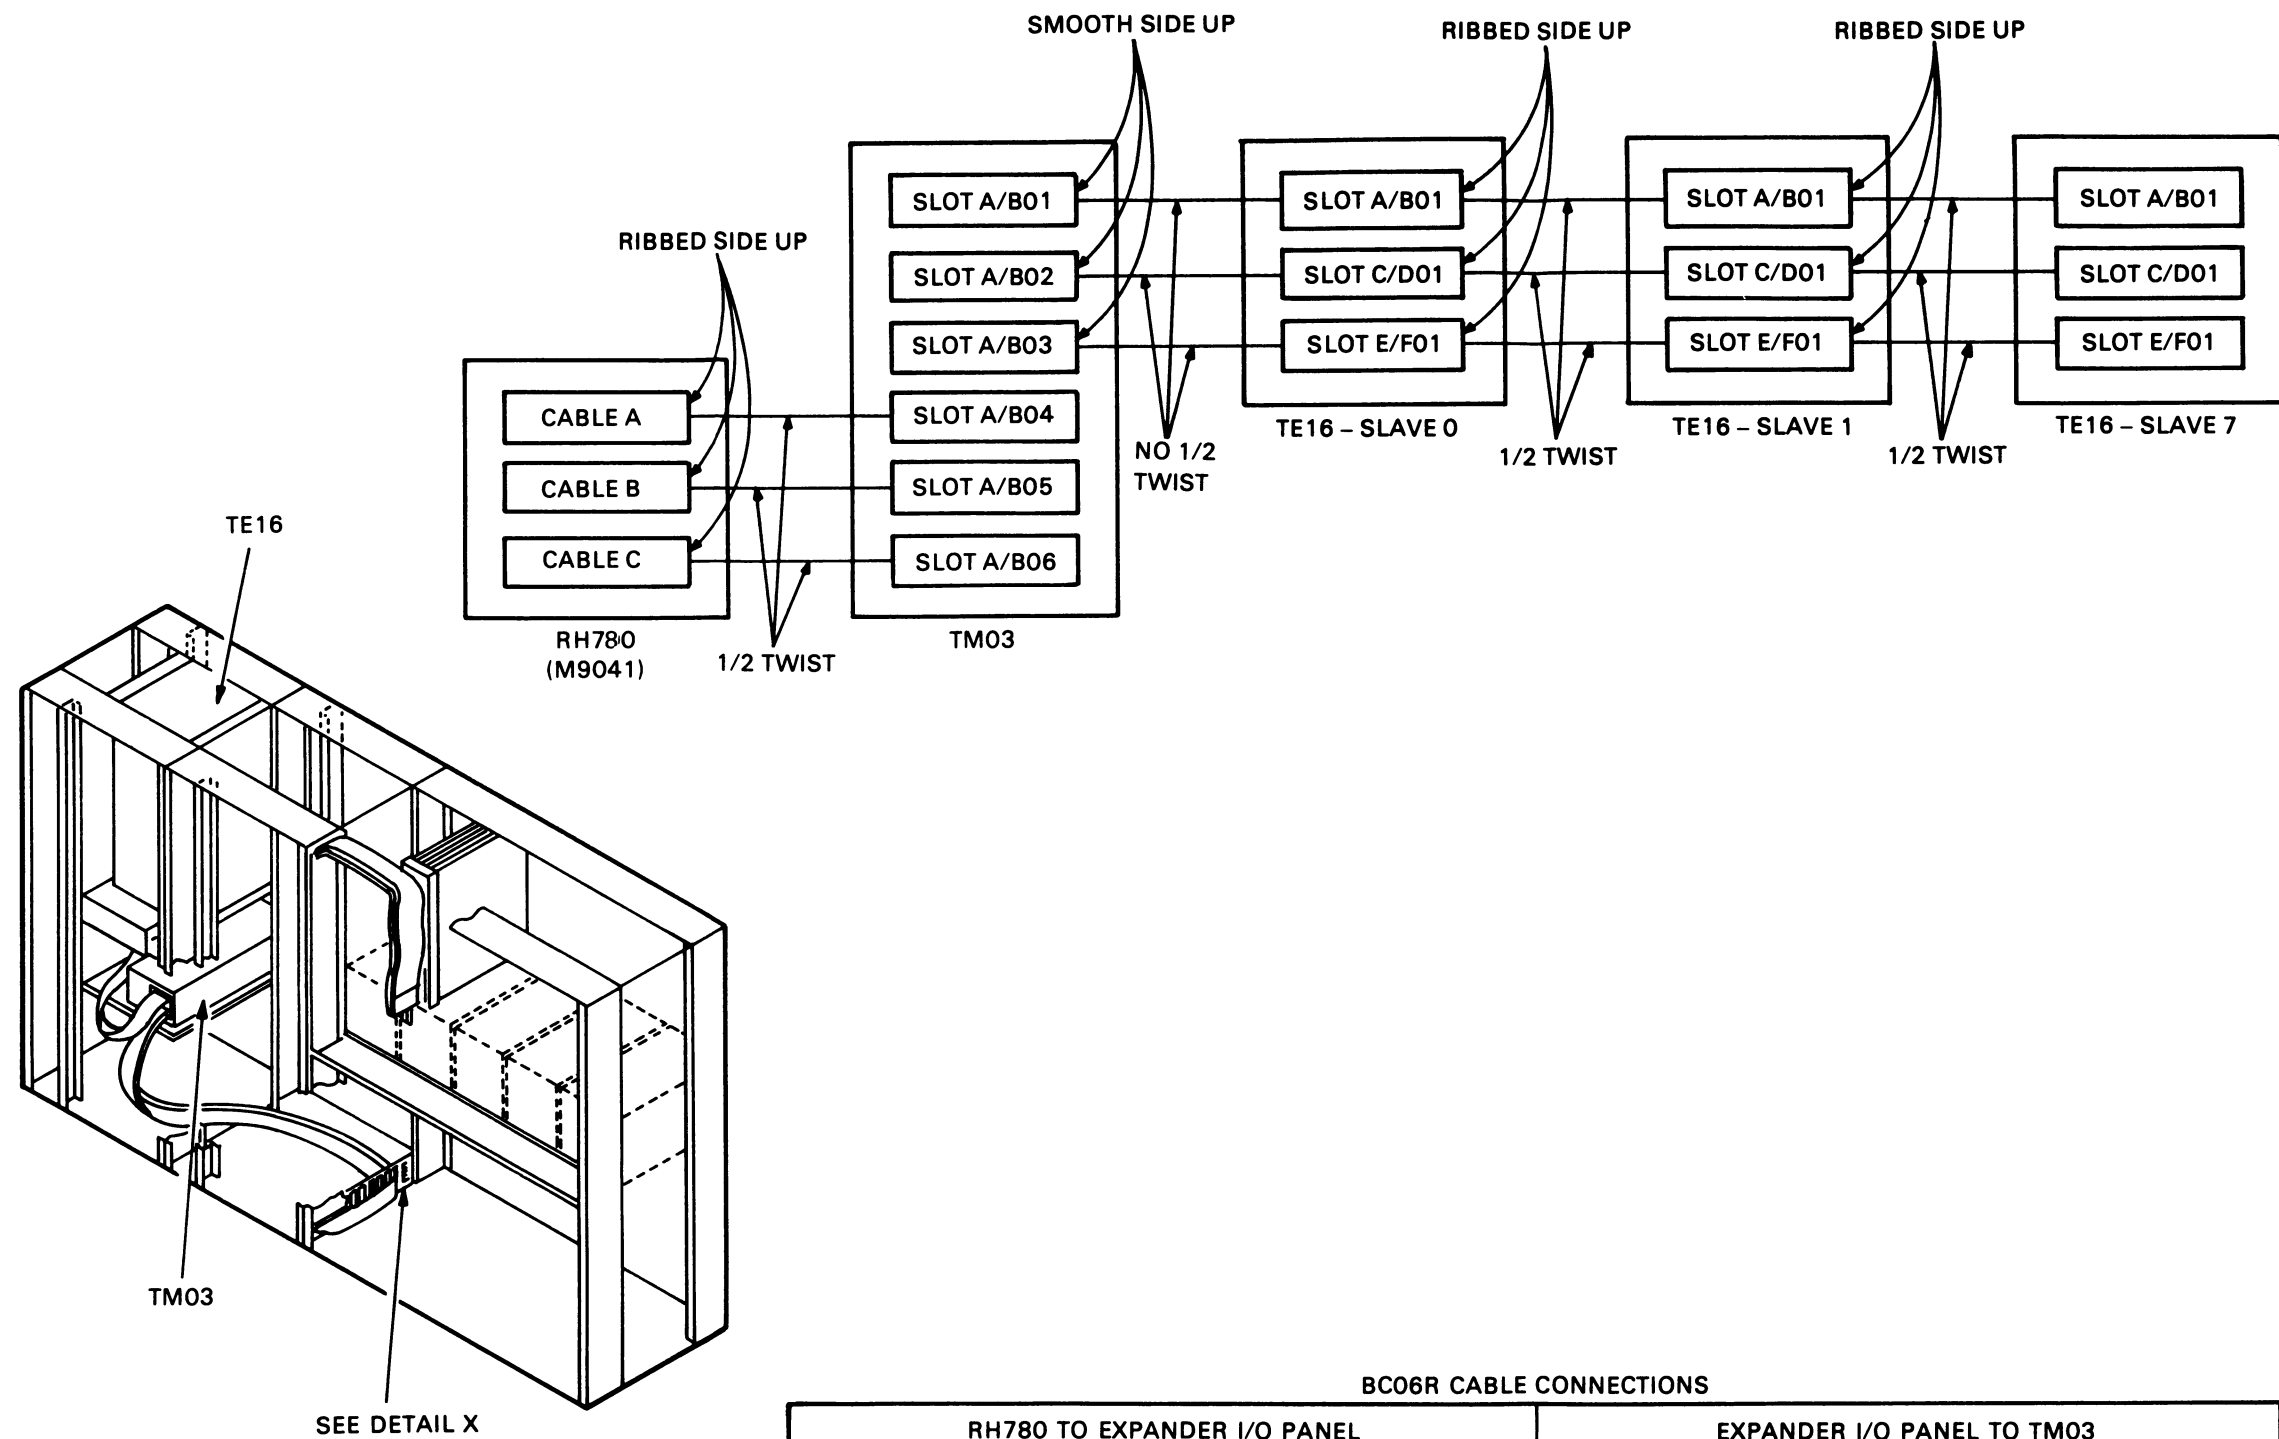 SMOOTH SIDE UP
RIBBED SIDE UP
RIBBED SIDE UP
RIBBED SIDE UP
CABLE A
CABLE B
CABLE C
RH780
(M9041)
1/2 TWIST
SLOT A/B01
SLOT A/B02
SLOT A/B03
SLOT A/B04
SLOT A/B05
SLOT A/B06
TM03
NO 1/2
TWIST
SLOT A/B01
SLOT C/D01
SLOT E/F01
TE16 – SLAVE 0
1/2 TWIST
SLOT A/B01
SLOT C/D01
SLOT E/F01
TE16 – SLAVE 1
1/2 TWIST
SLOT A/B01
SLOT C/D01
SLOT E/F01
TE16 – SLAVE 7
TE16
TM03
SEE DETAIL X
BC06R CABLE CONNECTIONS
RH780 TO EXPANDER I/O PANEL
EXPANDER I/O PANEL TO TM03